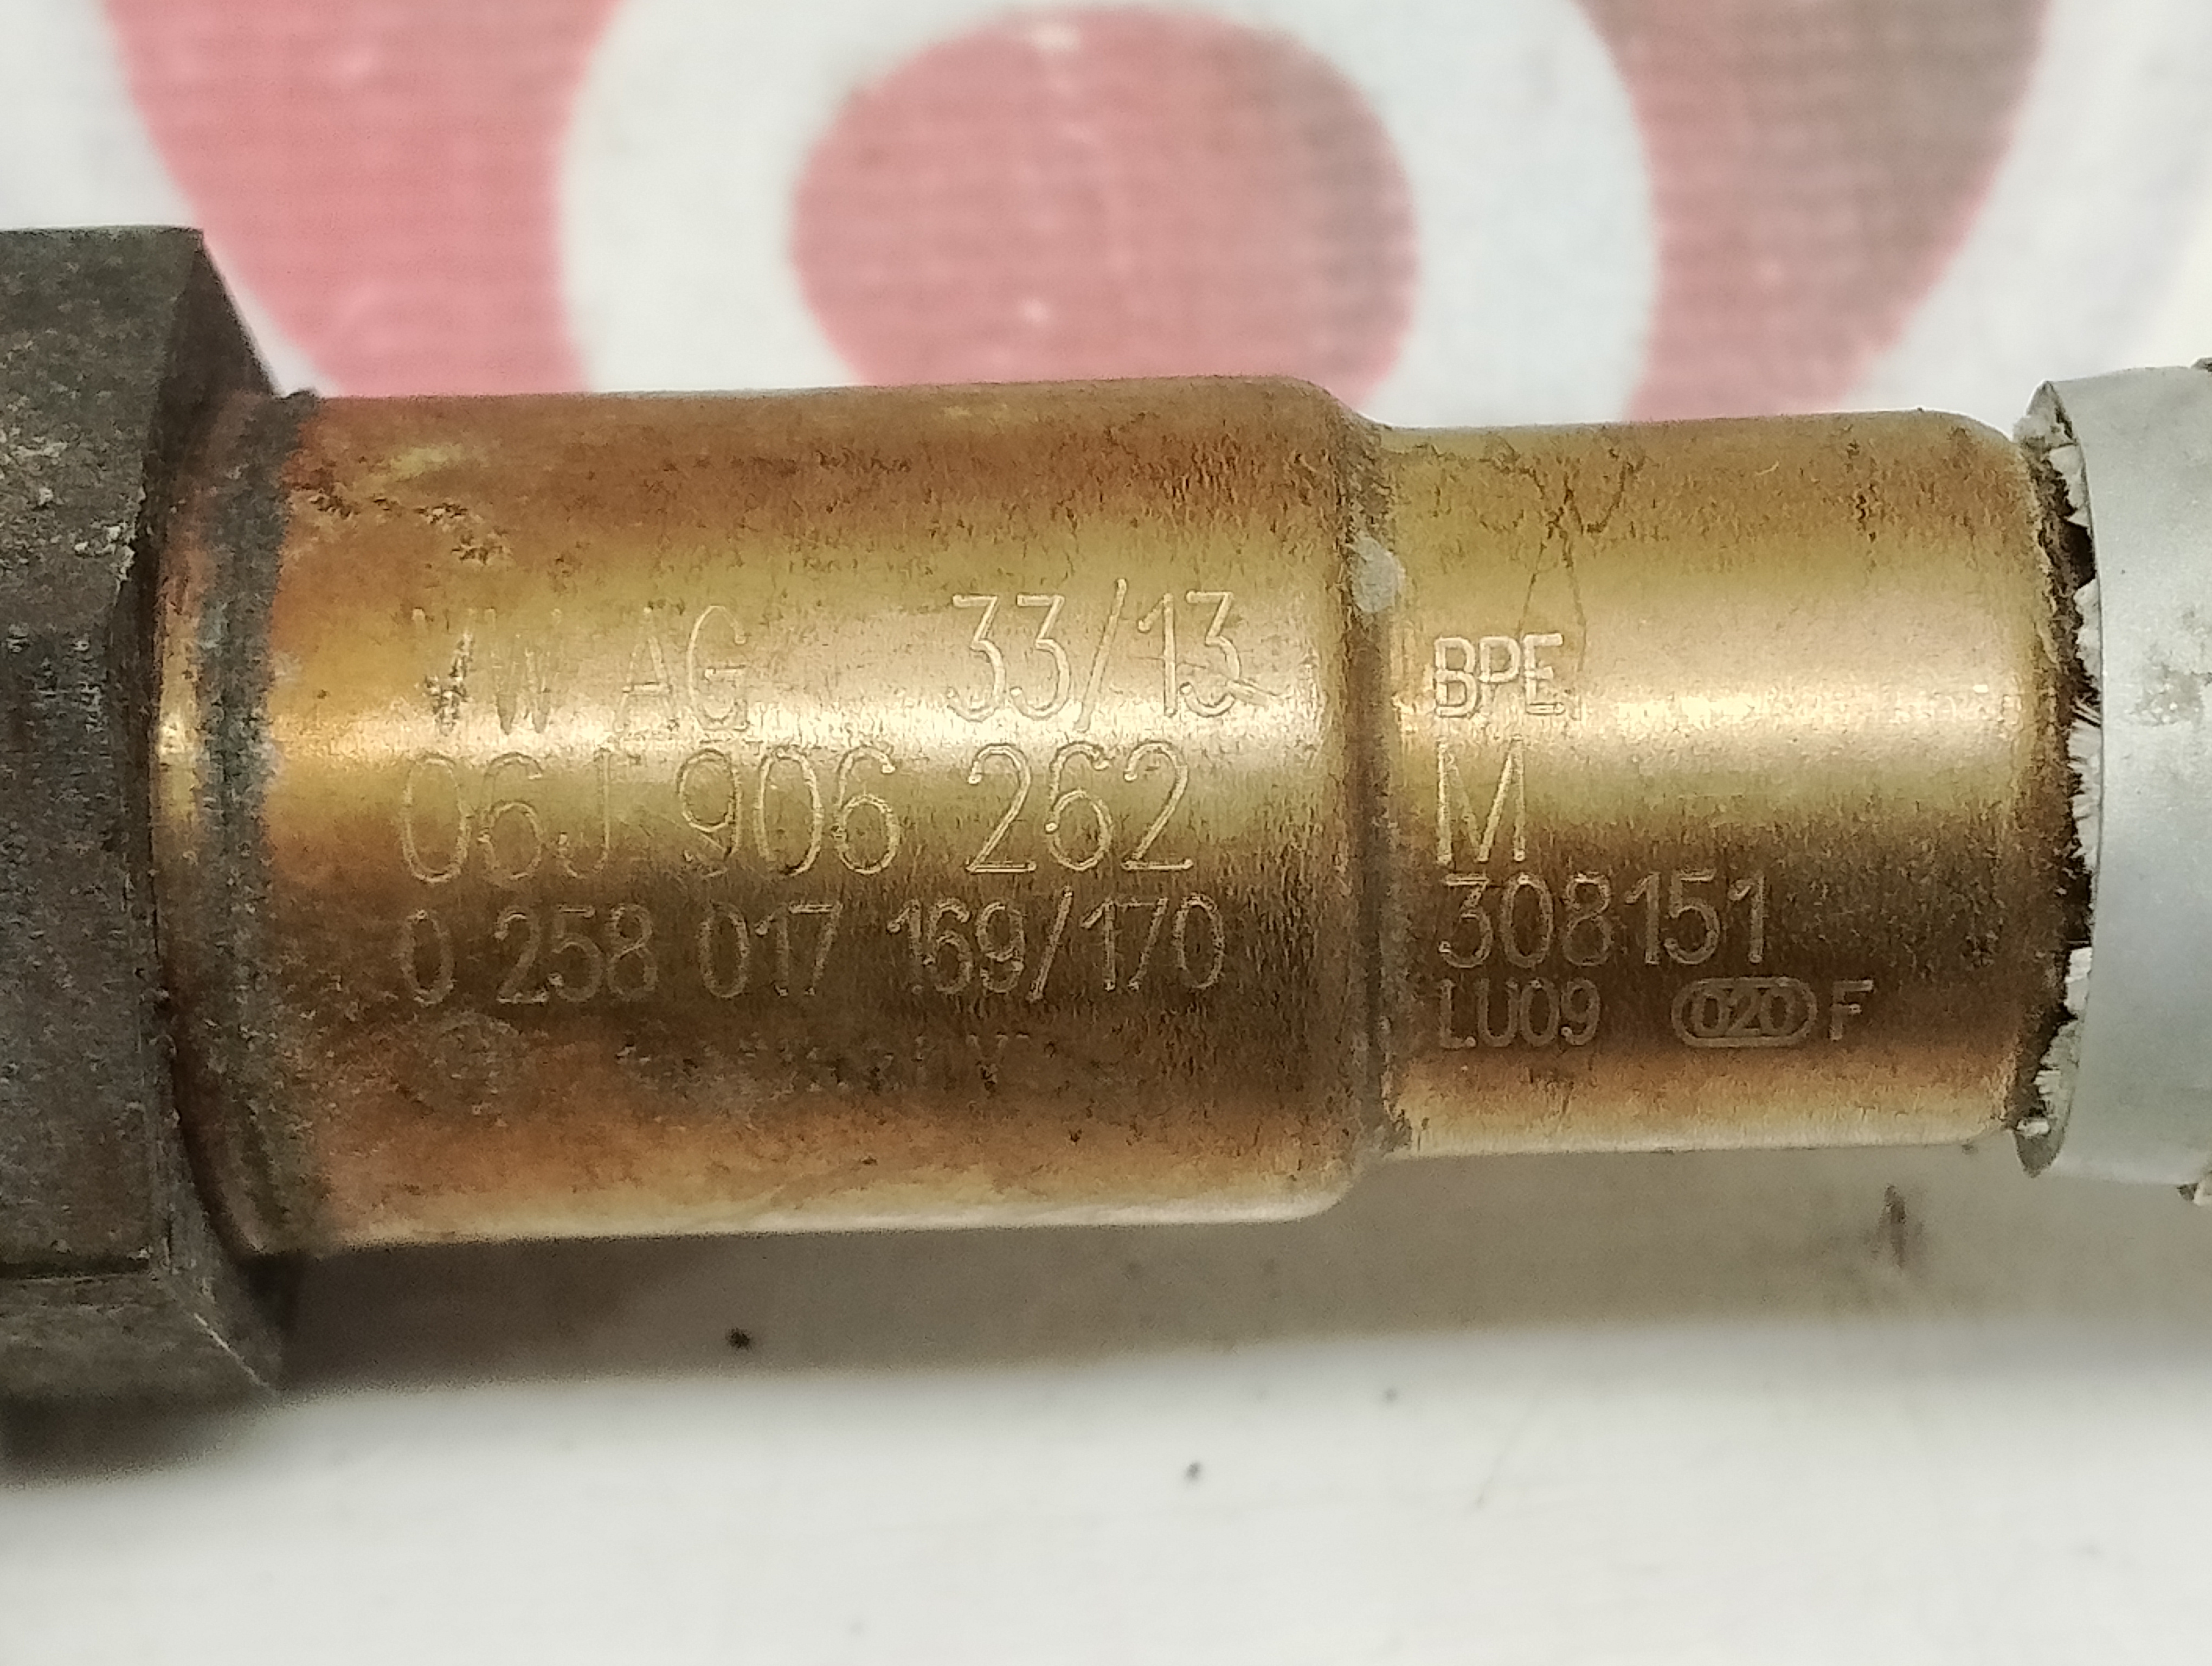 VW AG 33/13
06J 906 262
0 258 017 169/170
BPE
M
308151
LU09 020 F